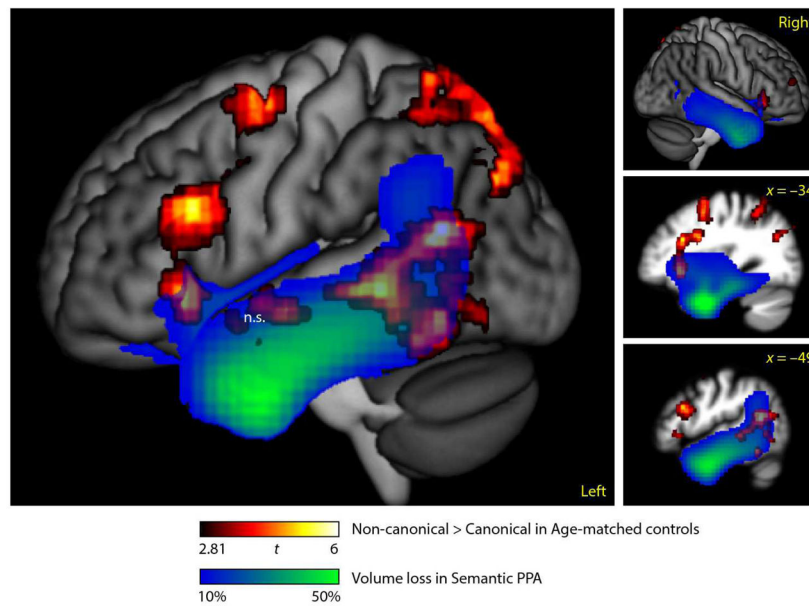 Right
n.s.
Left
x = –34
x = –49
Non-canonical > Canonical in Age-matched controls
2.81 t 6
Volume loss in Semantic PPA
10% 50%